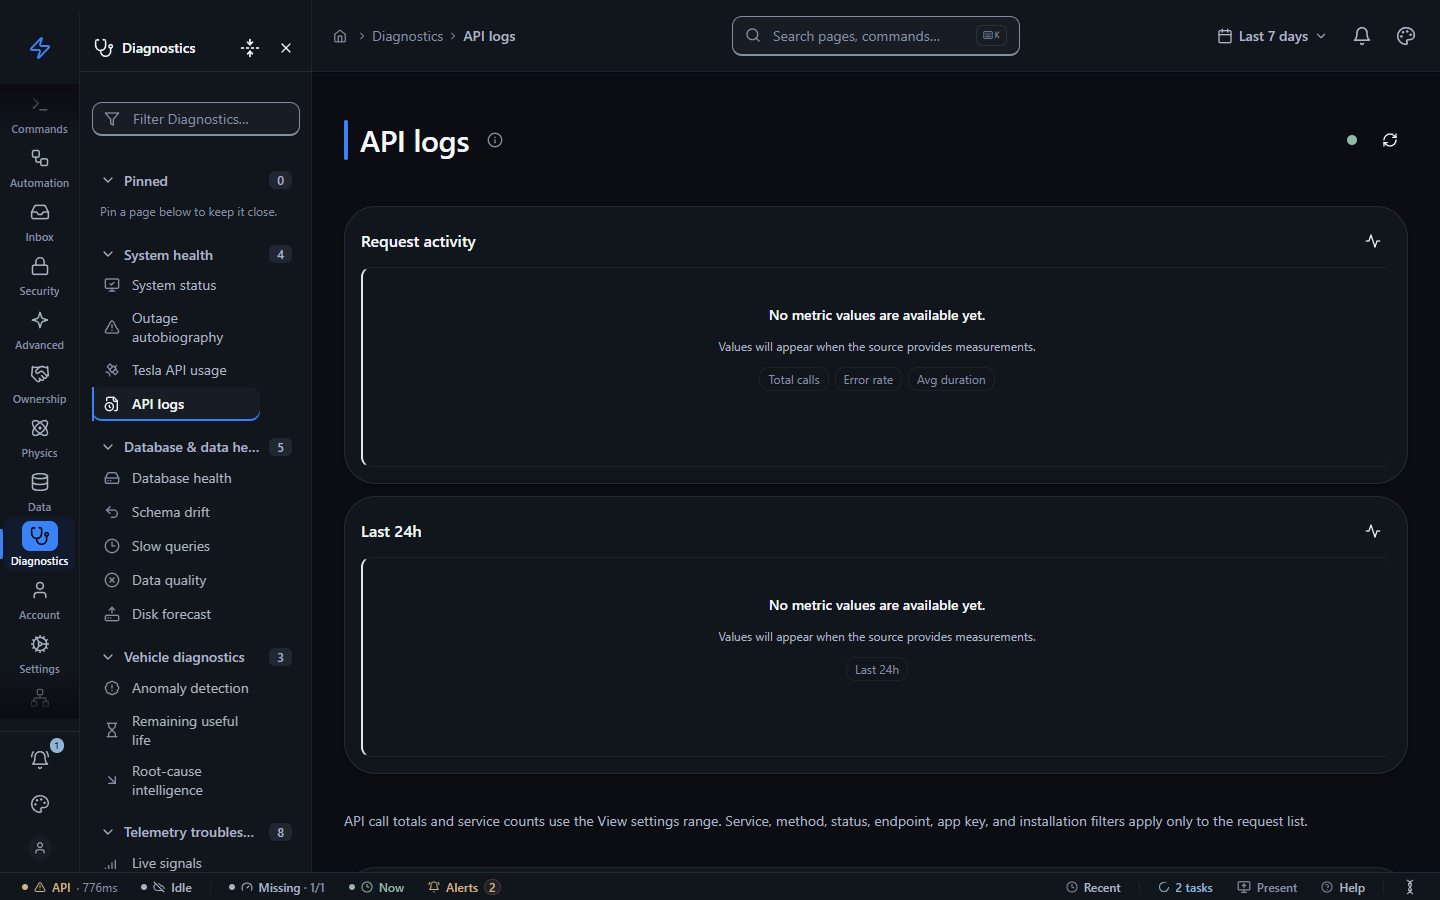 Diagnostics
Diagnostics
API logs
Search pages, commands...
K
Last 7 days
Commands
Automation
Inbox
Security
Advanced
Ownership
Physics
Data
Diagnostics
Account
Settings
1
Filter Diagnostics...
Pinned
0
Pin a page below to keep it close.
System health
4
System status
Outage
autobiography
Tesla API usage
API logs
Database & data he...
5
Database health
Schema drift
Slow queries
Data quality
Disk forecast
Vehicle diagnostics
3
Anomaly detection
Remaining useful
life
Root-cause
intelligence
Telemetry troubles...
8
Live signals
API logs
Request activity
No metric values are available yet.
Values will appear when the source provides measurements.
Total calls
Error rate
Avg duration
Last 24h
No metric values are available yet.
Values will appear when the source provides measurements.
Last 24h
API call totals and service counts use the View settings range. Service, method, status, endpoint, app key, and installation filters apply only to the request list.
API · 776ms
Idle
Missing · 1/1
Now
Alerts 2
Recent
2 tasks
Present
Help